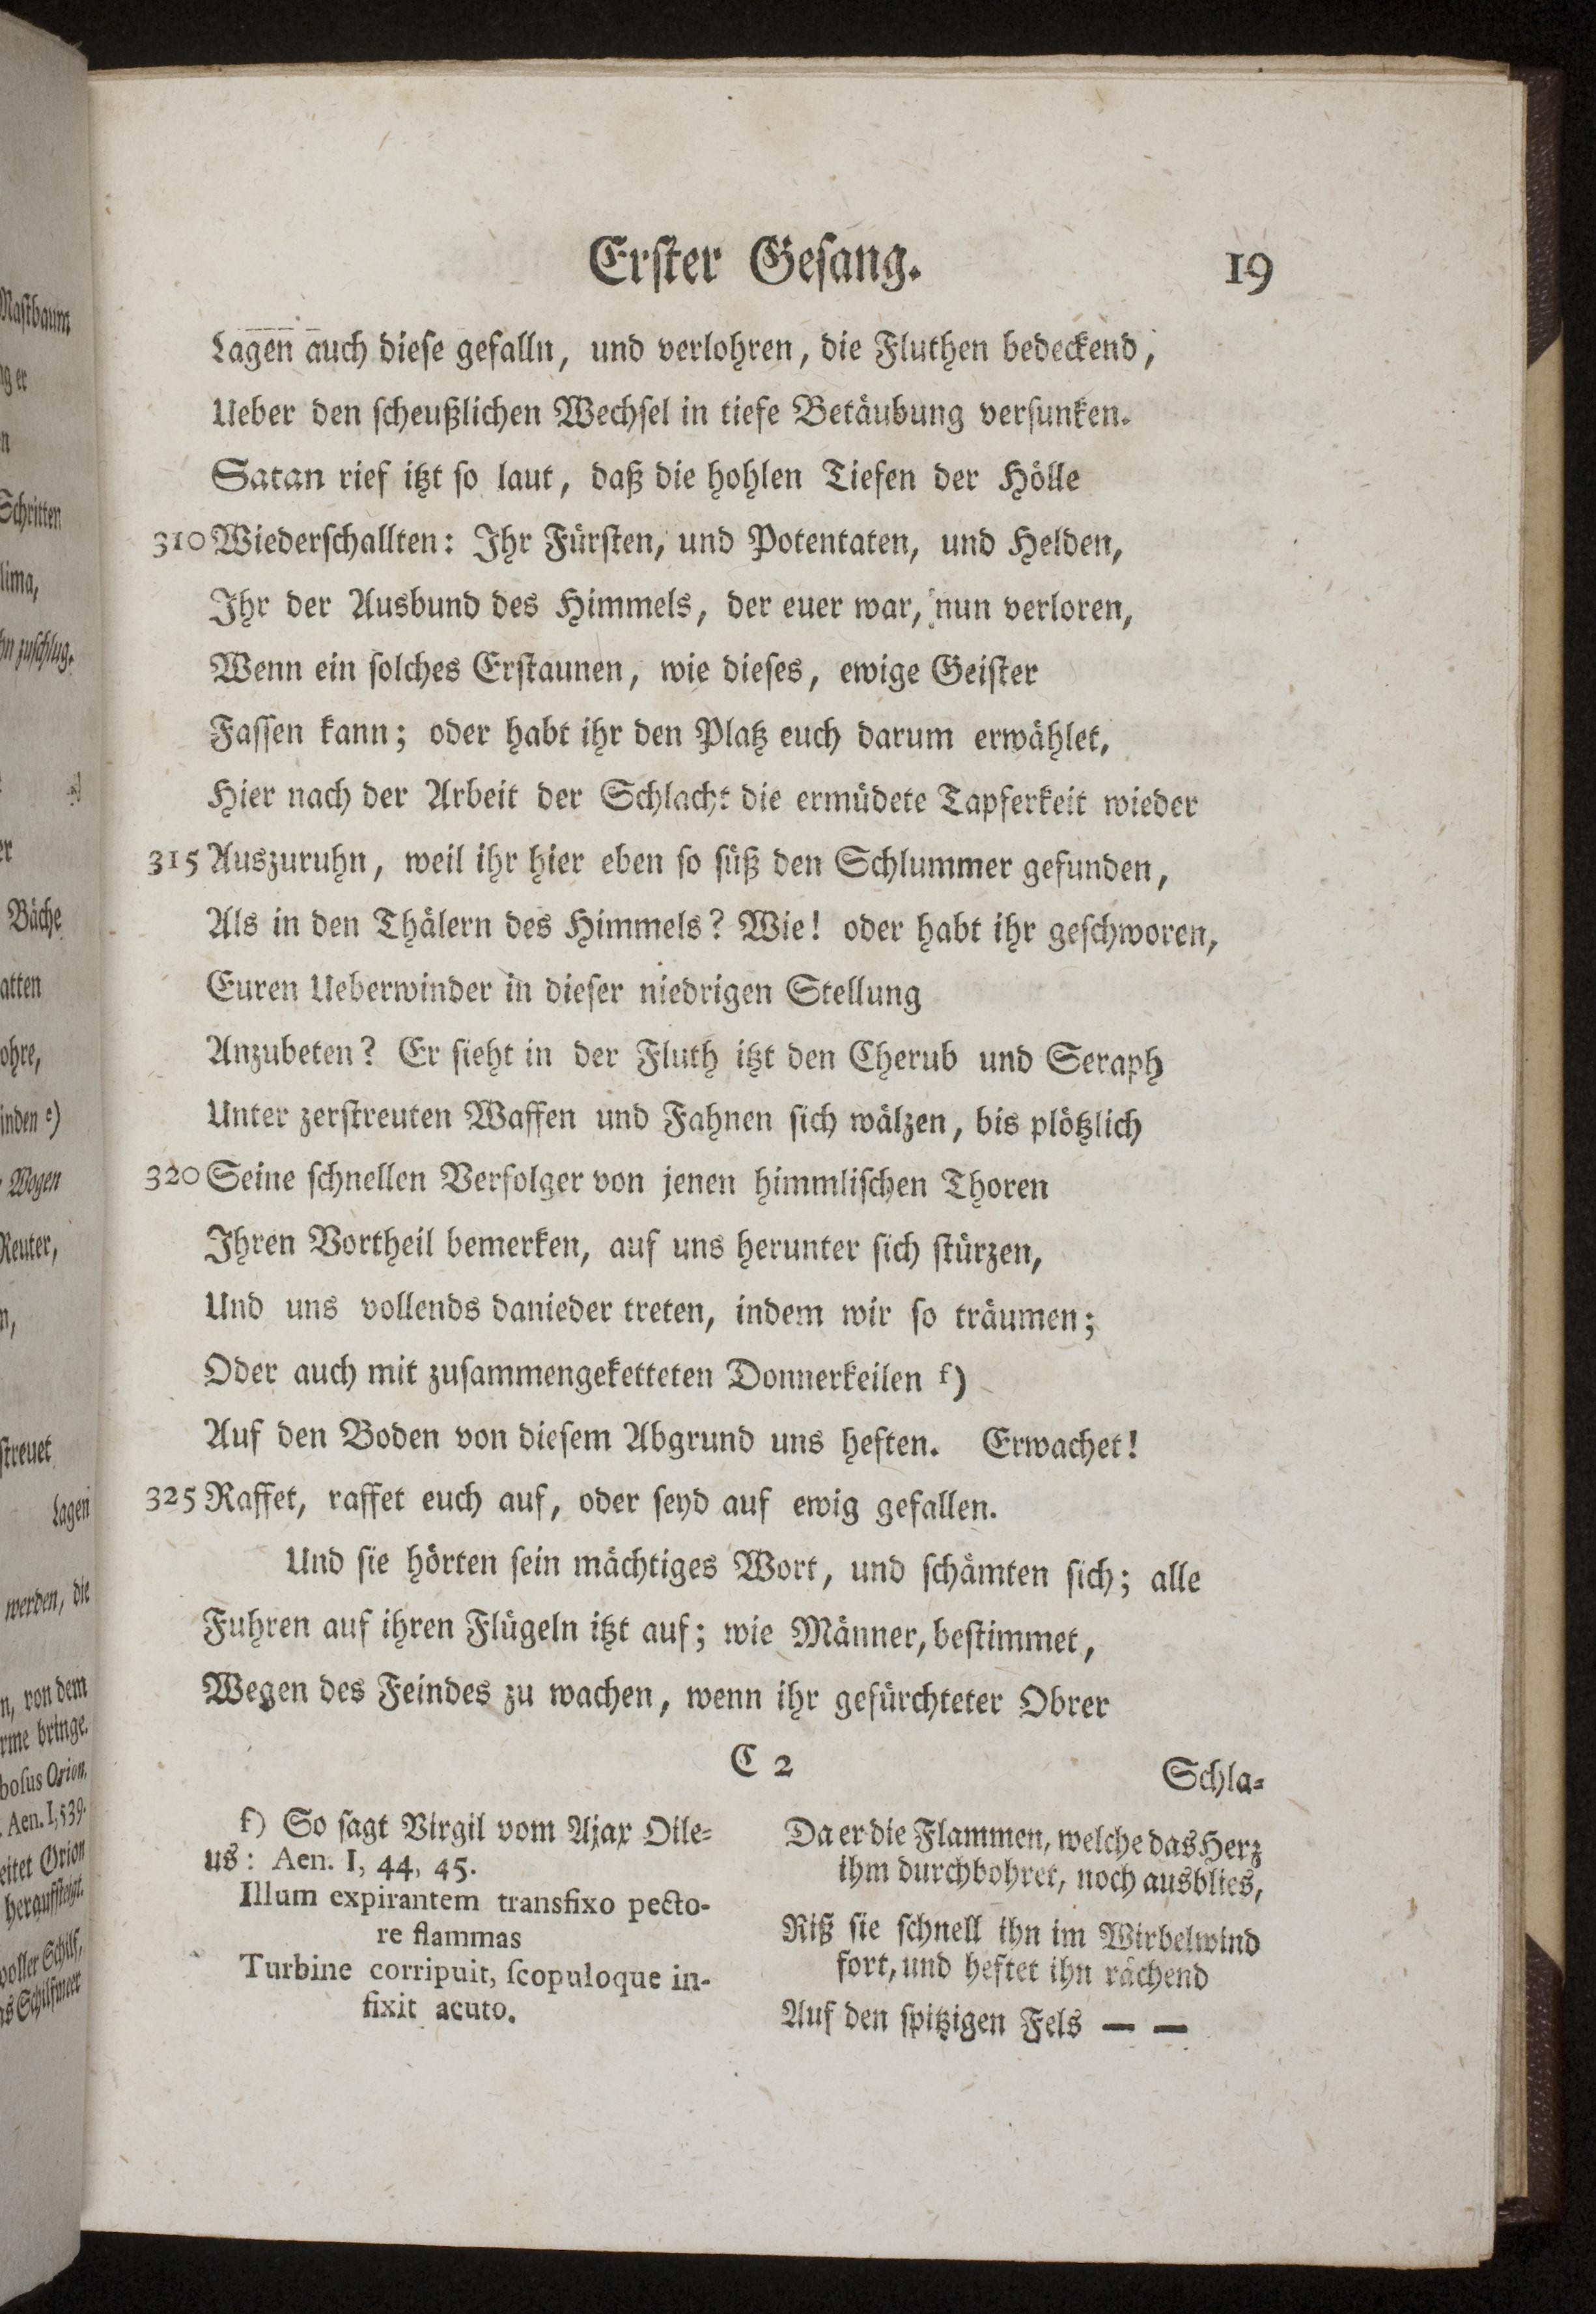 Erster Gesang. 19
Lagen auch diese gefalln, und verlohren, die Fluthen bedeckend,
Ueber den scheußlichen Wechsel in tiefe Betäubung versunken.
Satan rief itzt so laut, daß die hohlen Tiefen der Hölle
310 Wiederschallten: Ihr Fürsten, und Potentaten, und Helden,
Ihr der Ausbund des Himmels, der euer war, nun verloren,
Wenn ein solches Erstaunen, wie dieses, ewige Geister
Fassen kann; oder habt ihr den Platz euch darum erwählet,
Hier nach der Arbeit der Schlacht die ermüdete Tapferkeit wieder
315 Auszuruhn, weil ihr hier eben so süß den Schlummer gefunden,
Als in den Thälern des Himmels? Wie! oder habt ihr geschworen,
Euren Ueberwinder in dieser niedrigen Stellung
Anzubeten? Er sieht in der Fluth itzt den Cherub und Seraph
Unter zerstreuten Waffen und Fahnen sich wälzen, bis plötzlich
320 Seine schnellen Verfolger von jenen himmlischen Thoren
Ihren Vortheil bemerken, auf uns herunter sich stürzen,
Und uns vollends danieder treten, indem wir so träumen;
Oder auch mit zusammengeketteten Donnerkeilen f)
Auf den Boden von diesem Abgrund uns heften. Erwachet!
325 Raffet, raffet euch auf, oder seyd auf ewig gefallen.
Und sie hörten sein mächtiges Wort, und schämten sich; alle
Fuhren auf ihren Flügeln itzt auf; wie Männer, bestimmet,
Wegen des Feindes zu wachen, wenn ihr gefürchteter Obrer
C 2 Schla-
f) So sagt Virgil vom Ajax Oile-
us: Aen. I, 44, 45.
Illum expirantem transfixo pecto-
re flammas
Turbine corripuit, scopuloque in-
fixit acuto.
Da er die Flammen, welche das Herz
ihm durchbohret, noch ausblies,
Riß sie schnell ihn im Wirbelwind
fort, und heftet ihn rächend
Auf den spitzigen Fels — —